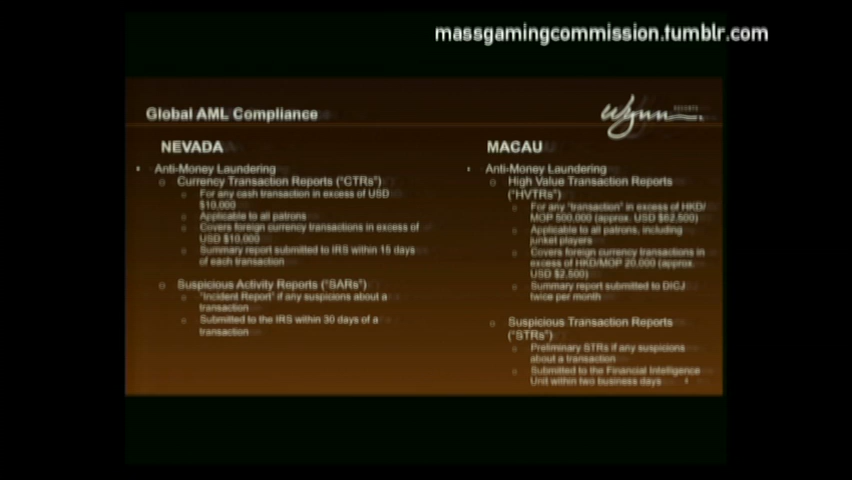 massgamingcommission.tumblr.com
Global AML Compliance
Wynn
RESORTS
NEVADA
Anti-Money Laundering
Currency Transaction Reports ("CTRs")
For any cash transaction in excess of USD
$10,000
Applicable to all patrons
Covers foreign currency transactions in excess of
USD $10,000
Summary report submitted to IRS within 15 days
of each transaction
Suspicious Activity Reports ("SARs")
"Incident Report" if any suspicions about a
transaction
Submitted to the IRS within 30 days of a
transaction
MACAU
Anti-Money Laundering
High Value Transaction Reports
("HVTRs")
For any "transaction" in excess of HKD/
MOP 500,000 (approx. USD $62,500)
Applicable to all patrons, including
junket players
Covers foreign currency transactions in
excess of HKD/MOP 20,000 (approx.
USD $2,500)
Summary report submitted to DICJ
twice per month
Suspicious Transaction Reports
("STRs")
Preliminary STRs if any suspicions
about a transaction
Submitted to the Financial Intelligence
Unit within two business days